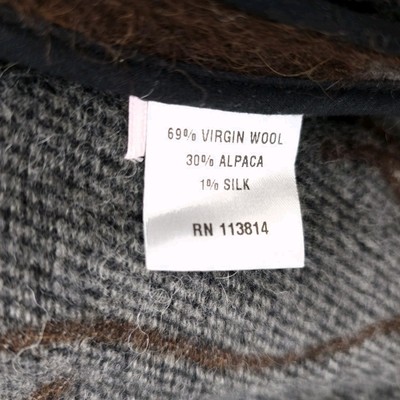 69% VIRGIN WOOL
30% ALPACA
1% SILK
RN 113814